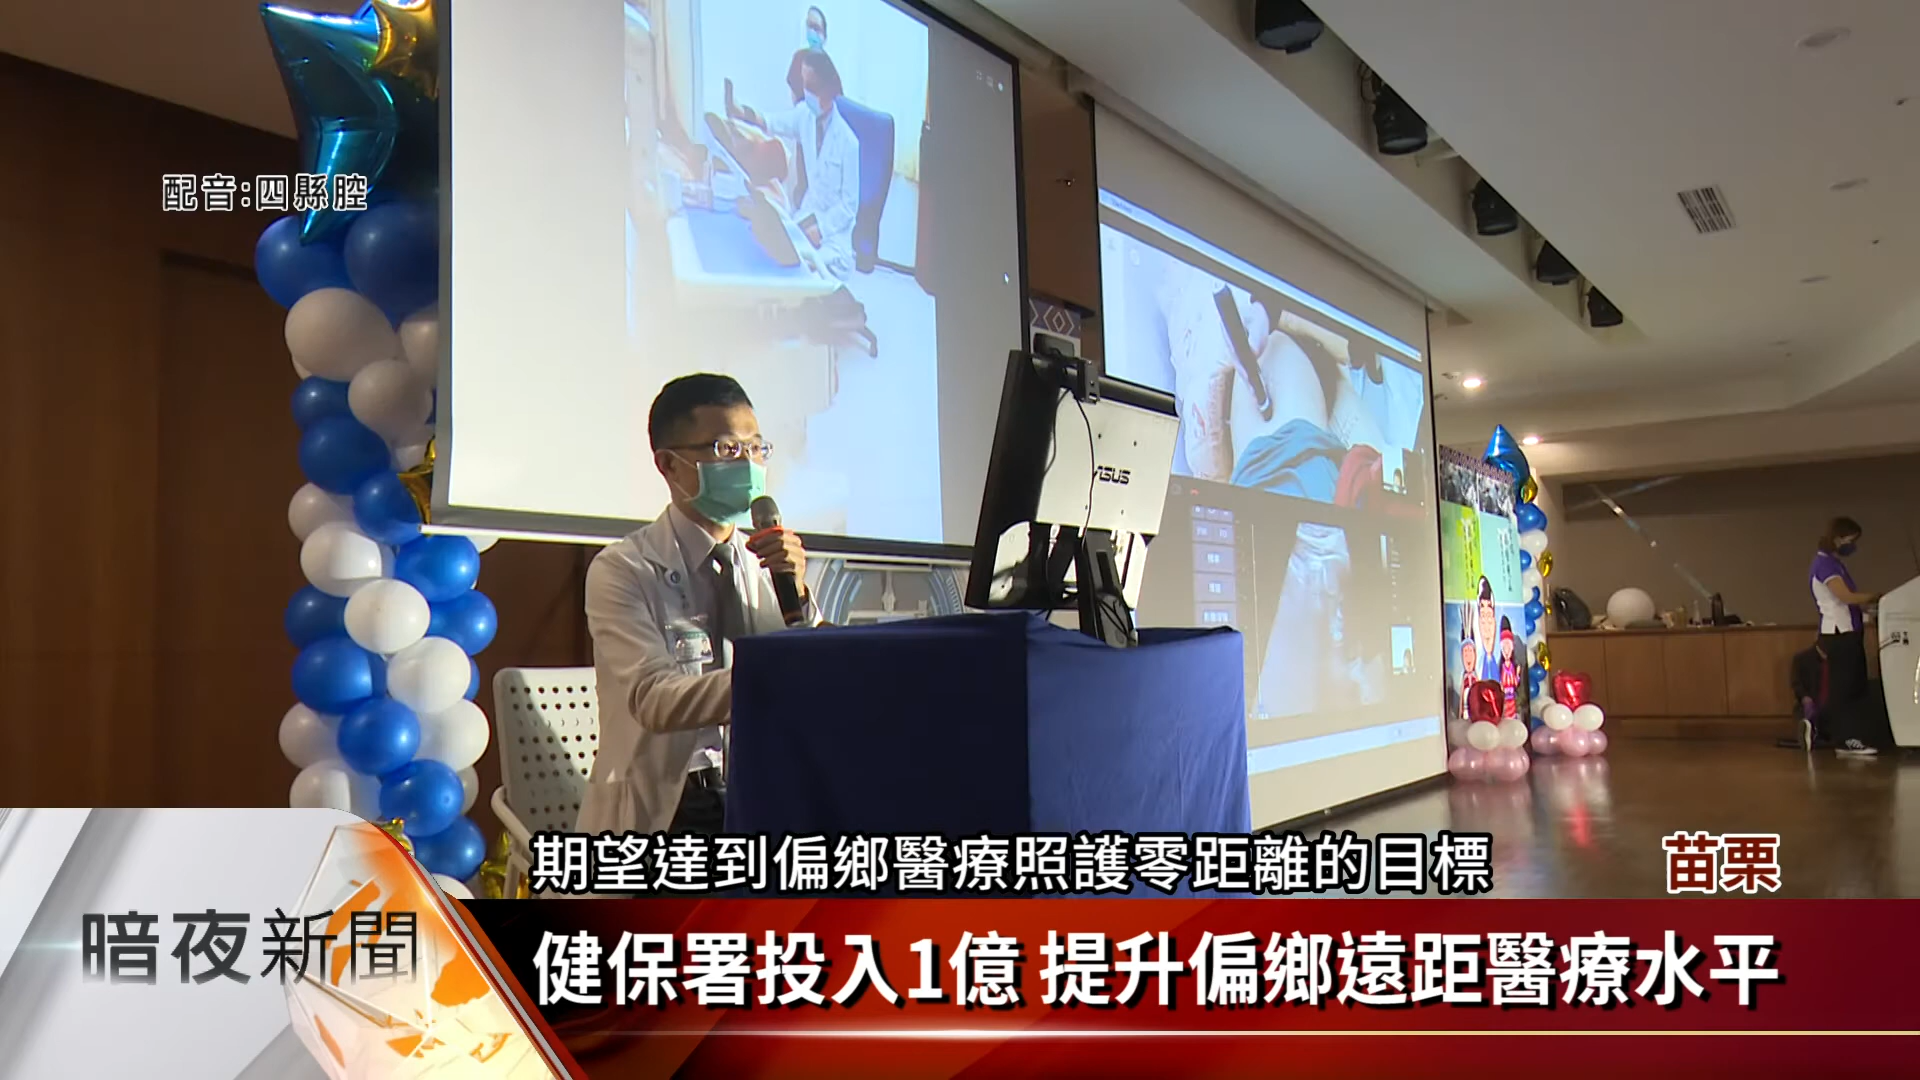 配音:四縣腔
ASUS
期望達到偏鄉醫療照護零距離的目標
苗栗
暗夜新聞
健保署投入1億 提升偏鄉遠距醫療水平